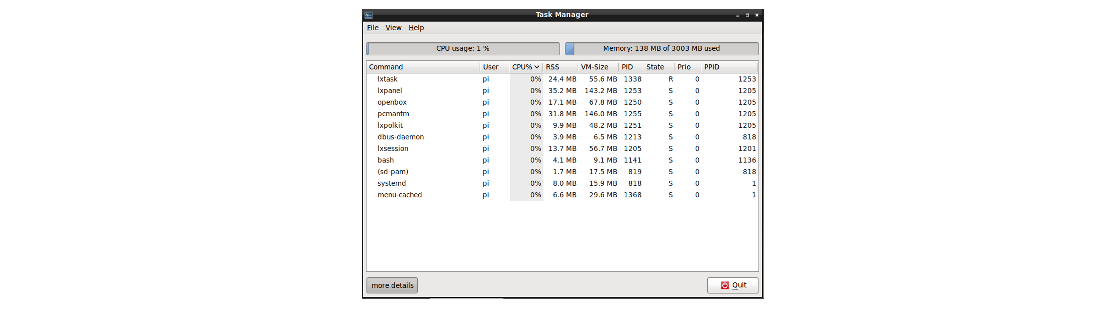 Task Manager
File View Help
CPU usage: 1 % Memory: 138 MB of 3003 MB used
Command User CPU% RSS VM-Size PID State Prio PPID
lxtask pi 0% 24.4 MB 55.6 MB 1338 R 0 1253
lxpanel pi 0% 35.2 MB 143.2 MB 1253 S 0 1205
openbox pi 0% 17.1 MB 67.8 MB 1250 S 0 1205
pcmanfm pi 0% 31.8 MB 146.0 MB 1255 S 0 1205
lxpolkit pi 0% 9.9 MB 48.2 MB 1251 S 0 1205
dbus-daemon pi 0% 3.9 MB 6.5 MB 1213 S 0 818
lxsession pi 0% 13.7 MB 56.7 MB 1205 S 0 1201
bash pi 0% 4.1 MB 9.1 MB 1141 S 0 1136
(sd-pam) pi 0% 1.7 MB 17.5 MB 819 S 0 818
systemd pi 0% 8.0 MB 15.9 MB 818 S 0 1
menu-cached pi 0% 6.6 MB 29.6 MB 1368 S 0 1
more details Quit